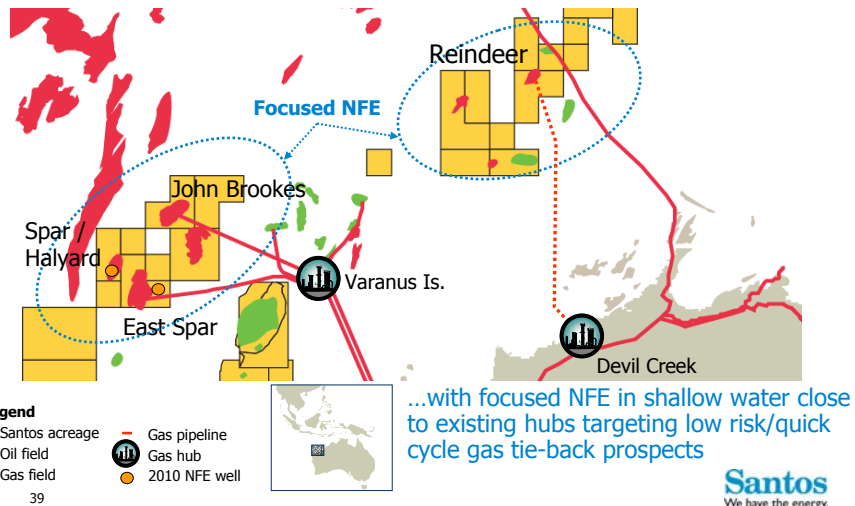 Reindeer
Focused NFE
John Brookes
Spar /
Halyard
Varanus Is.
East Spar
Devil Creek
...with focused NFE in shallow water close
to existing hubs targeting low risk/quick
cycle gas tie-back prospects
gend
Santos acreage
Oil field
Gas field
Gas pipeline
Gas hub
2010 NFE well
39
Santos
We have the energy.